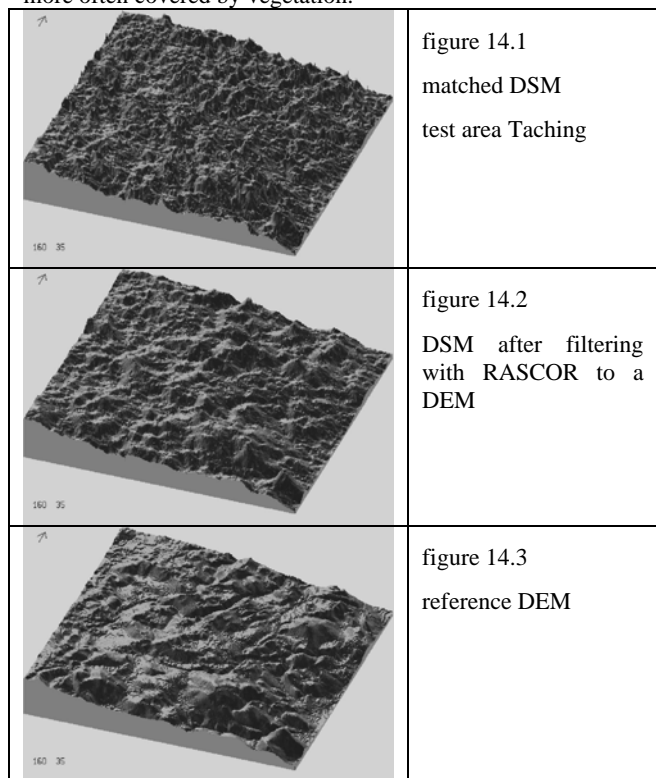 more often covered by vegetation.
figure 14.1
matched DSM
test area Taching
160 35
figure 14.2
DSM after filtering
with RASCOR to a
DEM
160 35
figure 14.3
reference DEM
160 35